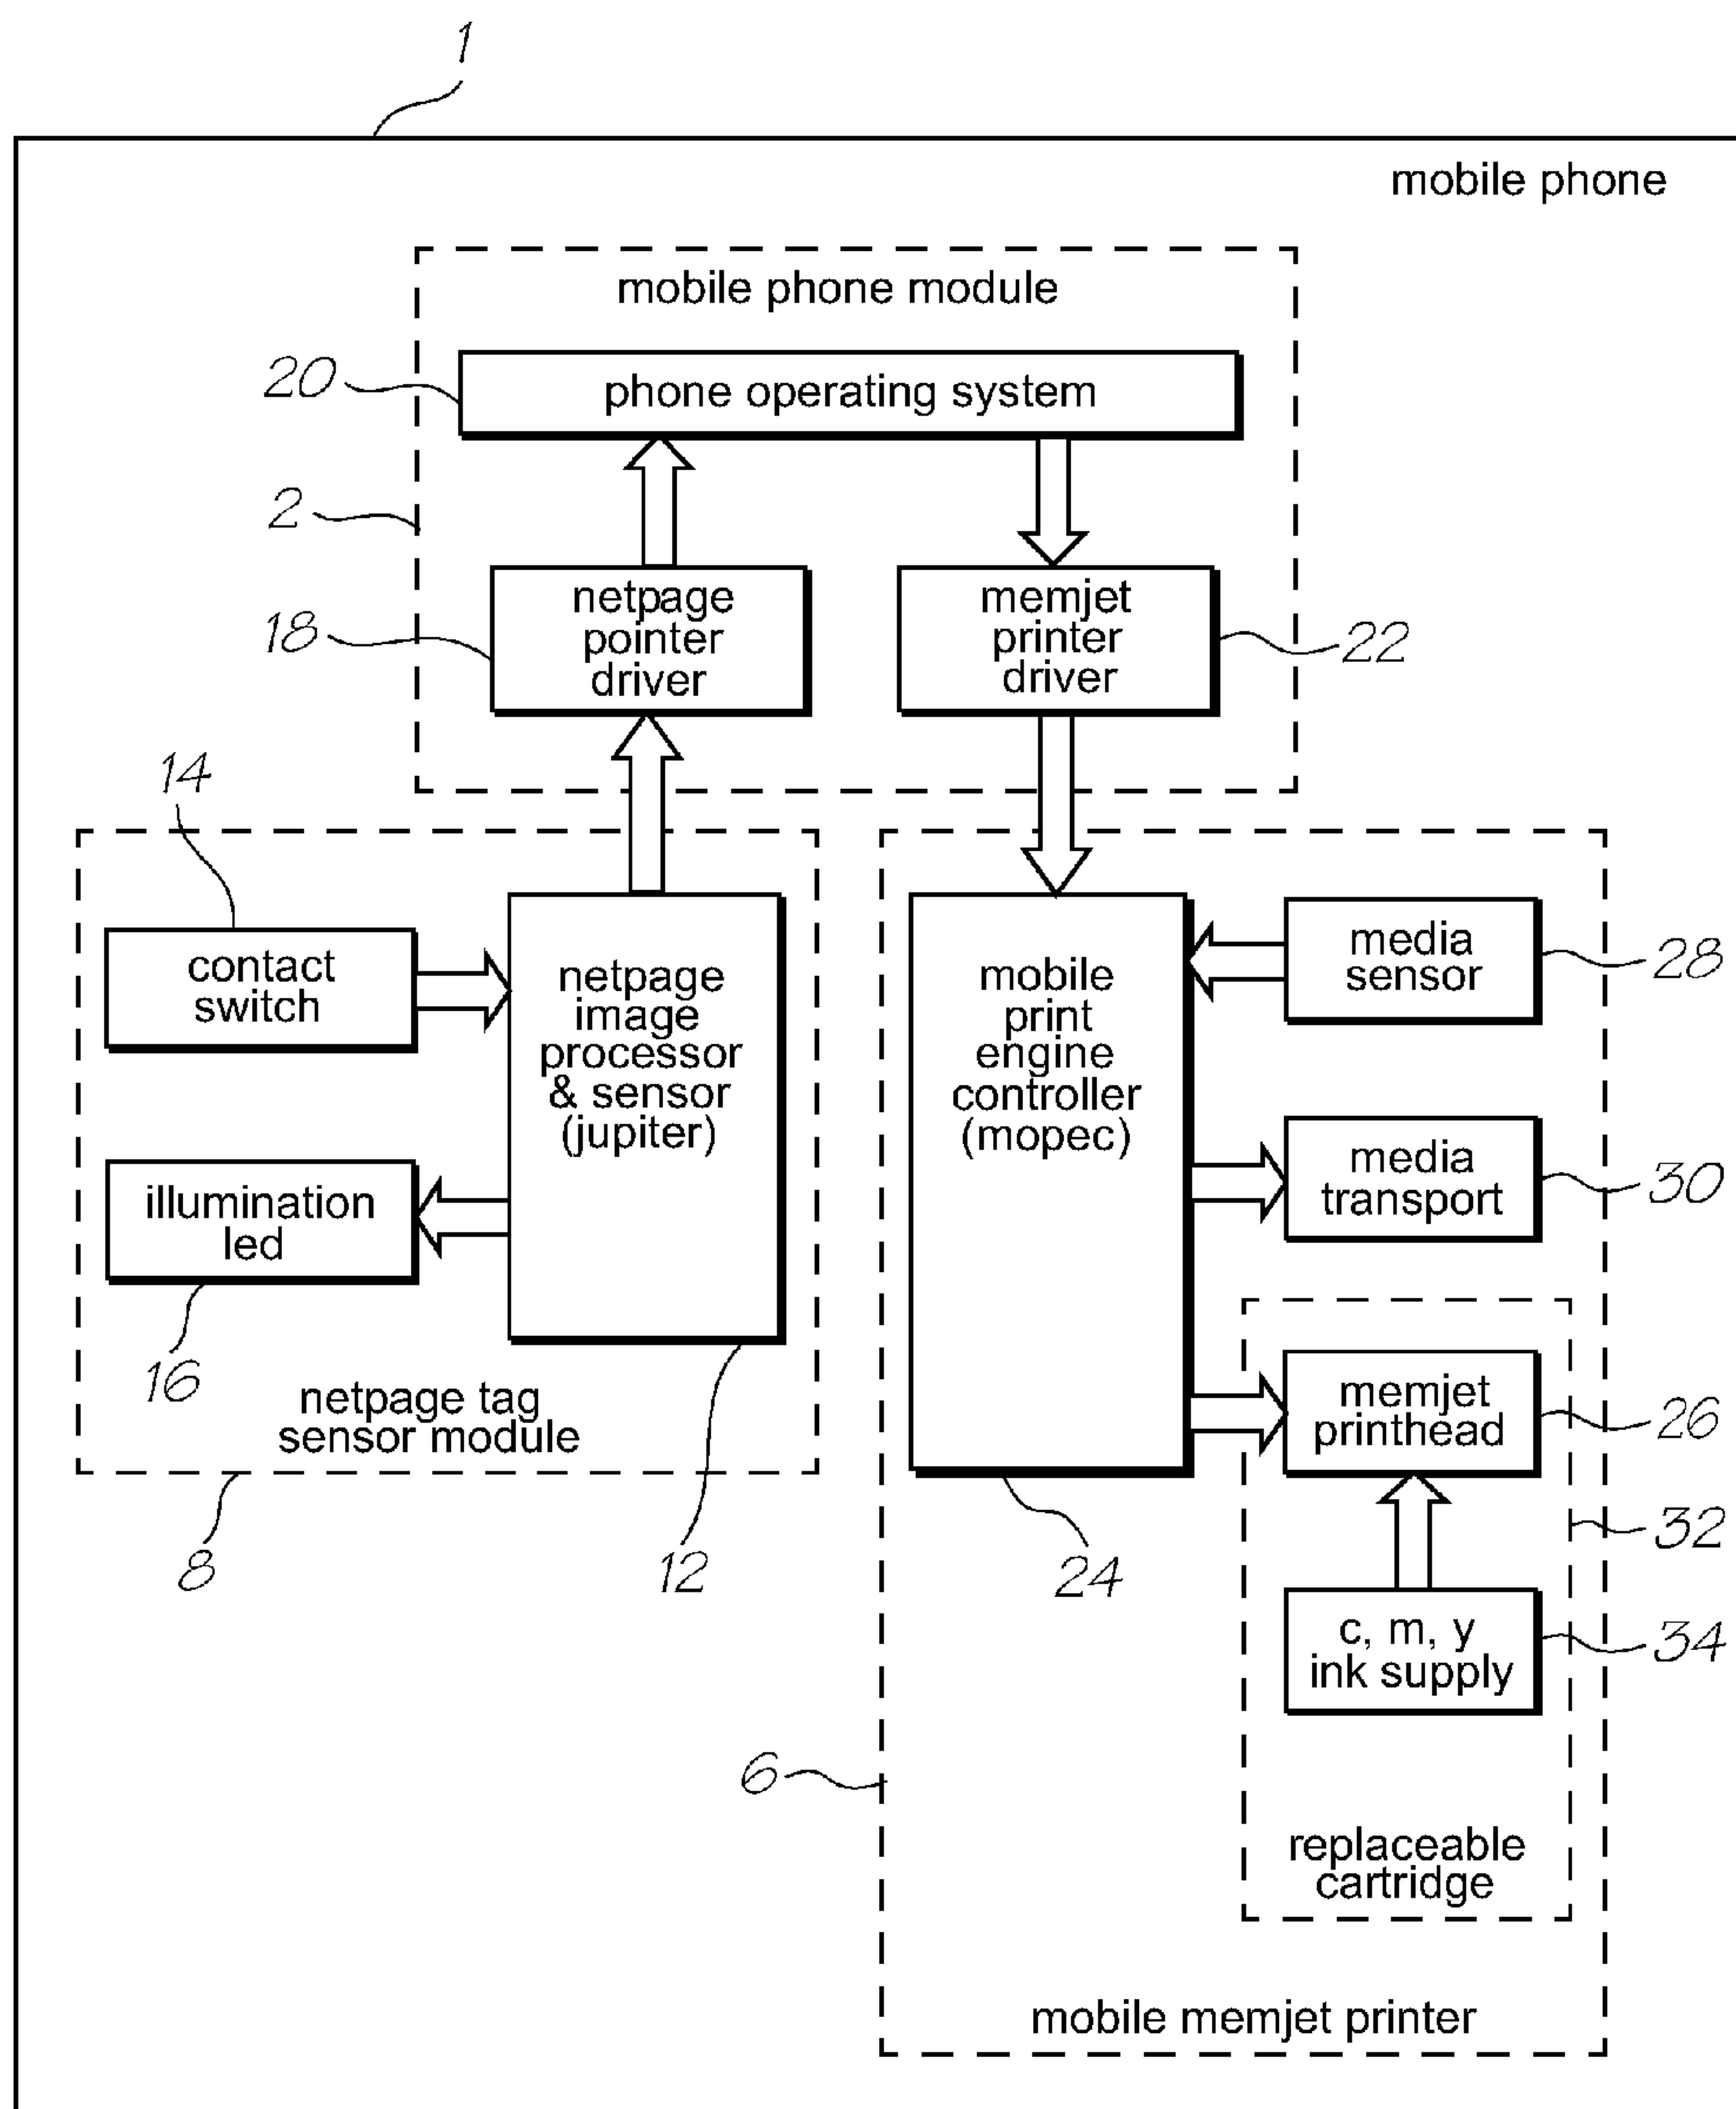 1
mobile phone
mobile phone module
20
phone operating system
2
18
netpage
pointer
driver
memjet
printer
driver
22
14
contact
switch
netpage
image
processor
& sensor
(jupiter)
illumination
led
16
netpage tag
sensor module
8
12
mobile
print
engine
controller
(mopec)
24
media
sensor
28
media
transport
30
memjet
printhead
26
32
c, m, y
ink supply
34
6
replaceable
cartridge
mobile memjet printer